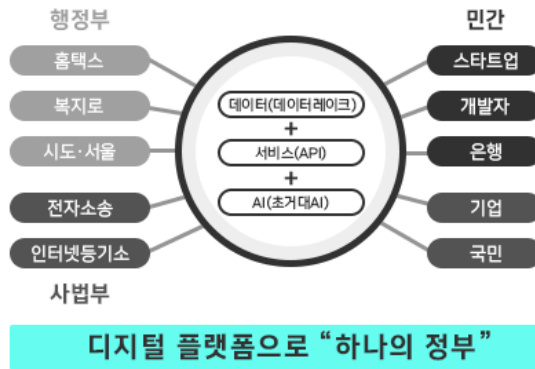 행정부
홈택스
복지로
시도·서울
전자소송
인터넷등기소
사법부
데이터(데이터레이크)
+
서비스(API)
+
AI(초거대AI)
민간
스타트업
개발자
은행
기업
국민
디지털 플랫폼으로 “하나의 정부”